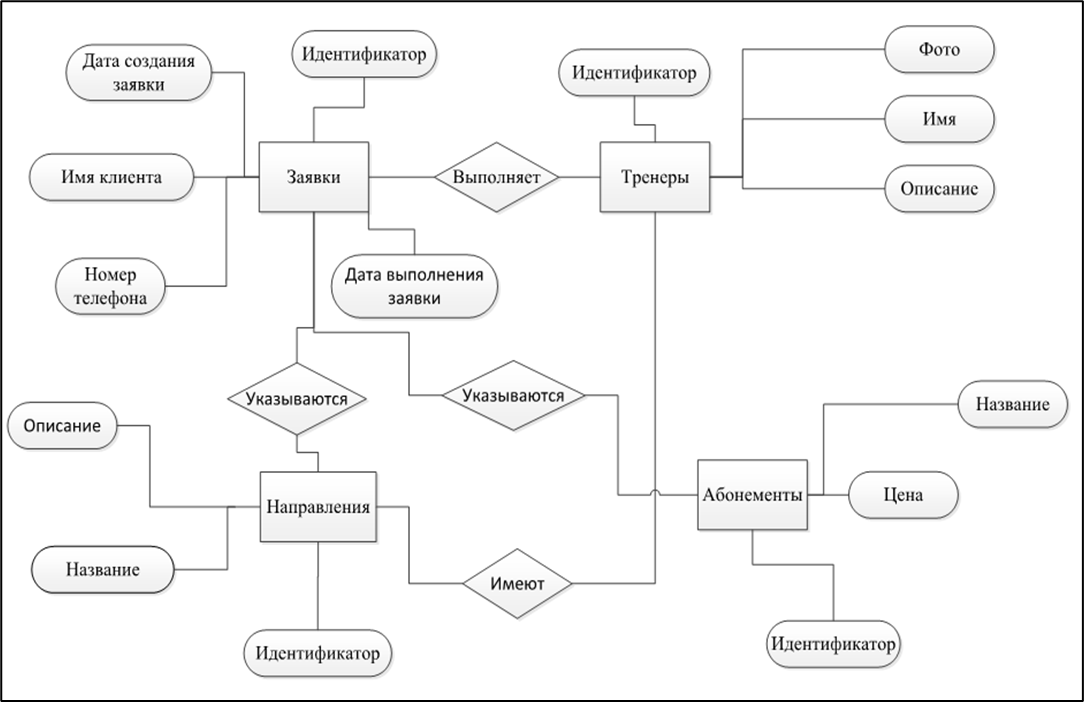 Дата создания
заявки
Идентификатор
Идентификатор
Фото
Имя
Имя клиента
Заявки
Выполняет
Тренеры
Описание
Номер
телефона
Дата выполнения
заявки
Указываются
Указываются
Описание
Название
Направления
Абонементы
Цена
Название
Имеют
Идентификатор
Идентификатор